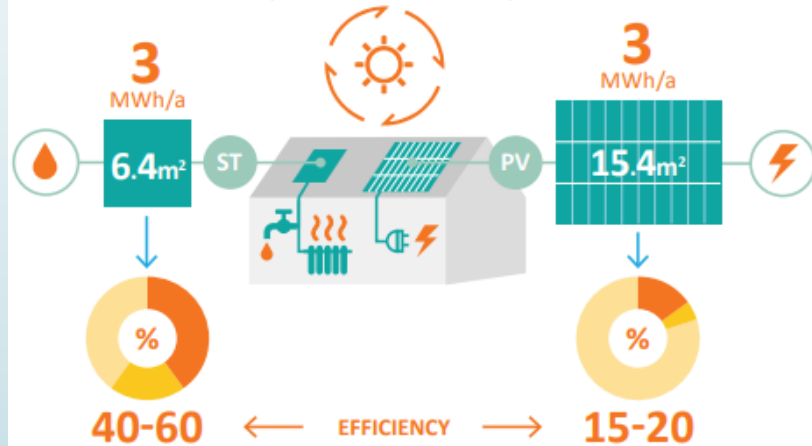 3
MWh/a
3
MWh/a
6.4m²
ST
PV
15.4m²
%
%
40-60
EFFICIENCY
15-20